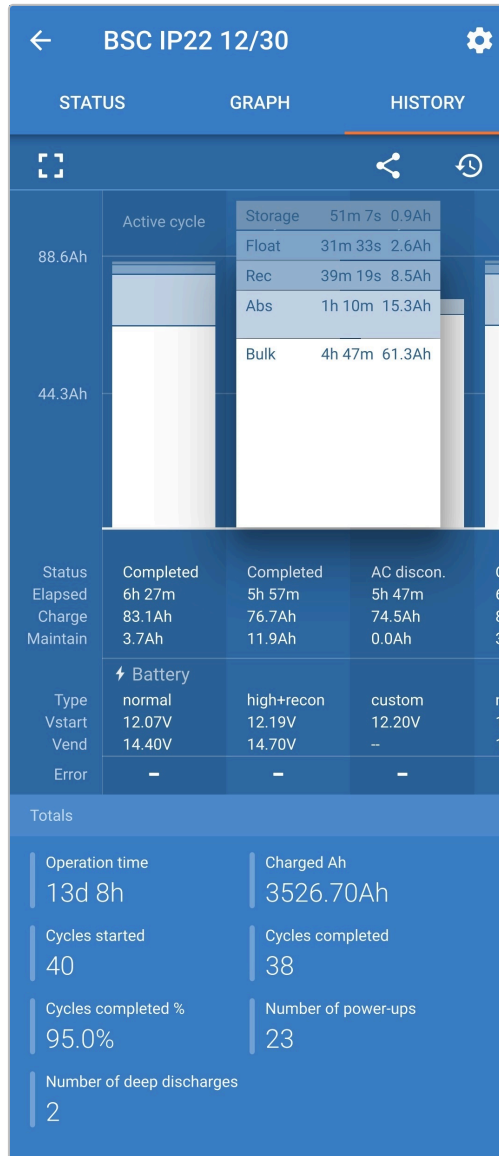 BSC IP22 12/30
STATUS GRAPH HISTORY
Active cycle
88.6Ah
44.3Ah
Storage 51m 7s 0.9Ah
Float 31m 33s 2.6Ah
Rec 39m 19s 8.5Ah
Abs 1h 10m 15.3Ah
Bulk 4h 47m 61.3Ah
Status Completed Completed AC discon.
Elapsed 6h 27m 5h 57m 5h 47m
Charge 83.1Ah 76.7Ah 74.5Ah
Maintain 3.7Ah 11.9Ah 0.0Ah
Battery
Type normal high+recon custom
Vstart 12.07V 12.19V 12.20V
Vend 14.40V 14.70V --
Error – – –
Totals
Operation time Charged Ah
13d 8h 3526.70Ah
Cycles started Cycles completed
40 38
Cycles completed % Number of power-ups
95.0% 23
Number of deep discharges
2